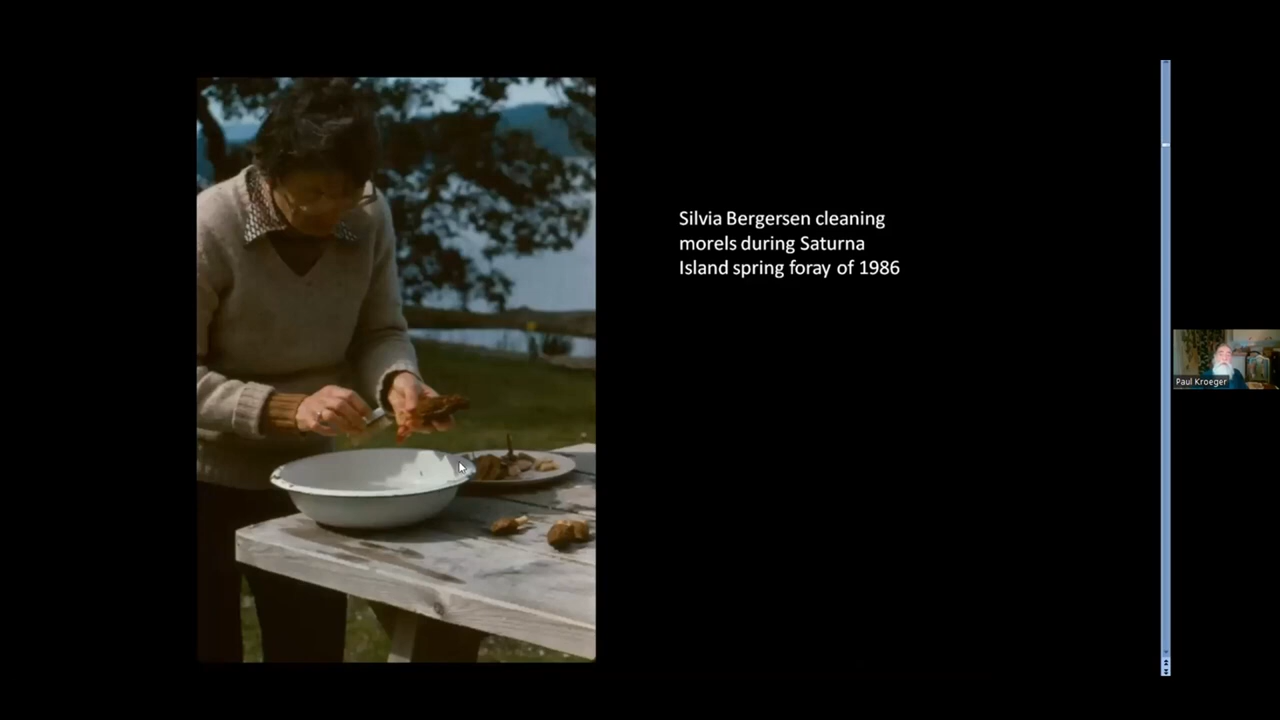 Silvia Bergersen cleaning
morels during Saturna
Island spring foray of 1986
Paul Kroeger